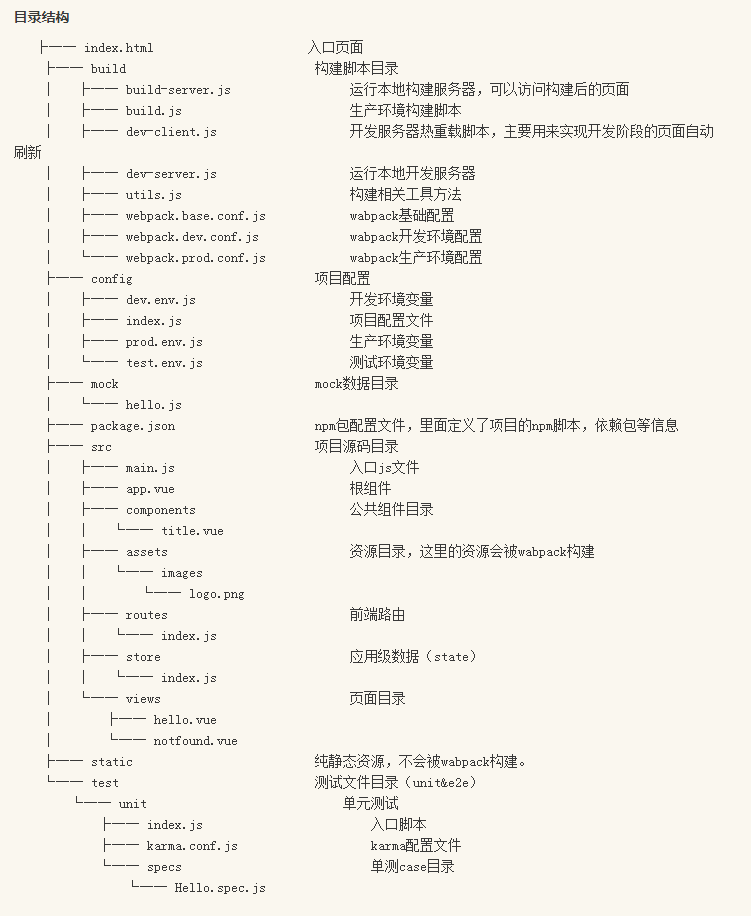 目录结构
├── index.html 入口页面
├── build 构建脚本目录
│ ├── build-server.js 运行本地构建服务器，可以访问构建后的页面
│ ├── build.js 生产环境构建脚本
│ ├── dev-client.js 开发服务器热重载脚本，主要用来实现开发阶段的页面自动
刷新
│ ├── dev-server.js 运行本地开发服务器
│ ├── utils.js 构建相关工具方法
│ ├── webpack.base.conf.js wabpack基础配置
│ ├── webpack.dev.conf.js wabpack开发环境配置
│ └── webpack.prod.conf.js wabpack生产环境配置
├── config 项目配置
│ ├── dev.env.js 开发环境变量
│ ├── index.js 项目配置文件
│ ├── prod.env.js 生产环境变量
│ └── test.env.js 测试环境变量
├── mock mock数据目录
│ └── hello.js
├── package.json npm包配置文件，里面定义了项目的npm脚本，依赖包等信息
├── src 项目源码目录
│ ├── main.js 入口js文件
│ ├── app.vue 根组件
│ ├── components 公共组件目录
│ │ └── title.vue
│ ├── assets 资源目录，这里的资源会被wabpack构建
│ │ └── images
│ │ └── logo.png
│ ├── routes 前端路由
│ │ └── index.js
│ ├── store 应用级数据（state）
│ │ └── index.js
│ └── views 页面目录
│ ├── hello.vue
│ └── notfound.vue
├── static 纯静态资源，不会被wabpack构建。
└── test 测试文件目录（unit&e2e）
└── unit 单元测试
├── index.js 入口脚本
├── karma.conf.js karma配置文件
└── specs 单测case目录
└── Hello.spec.js